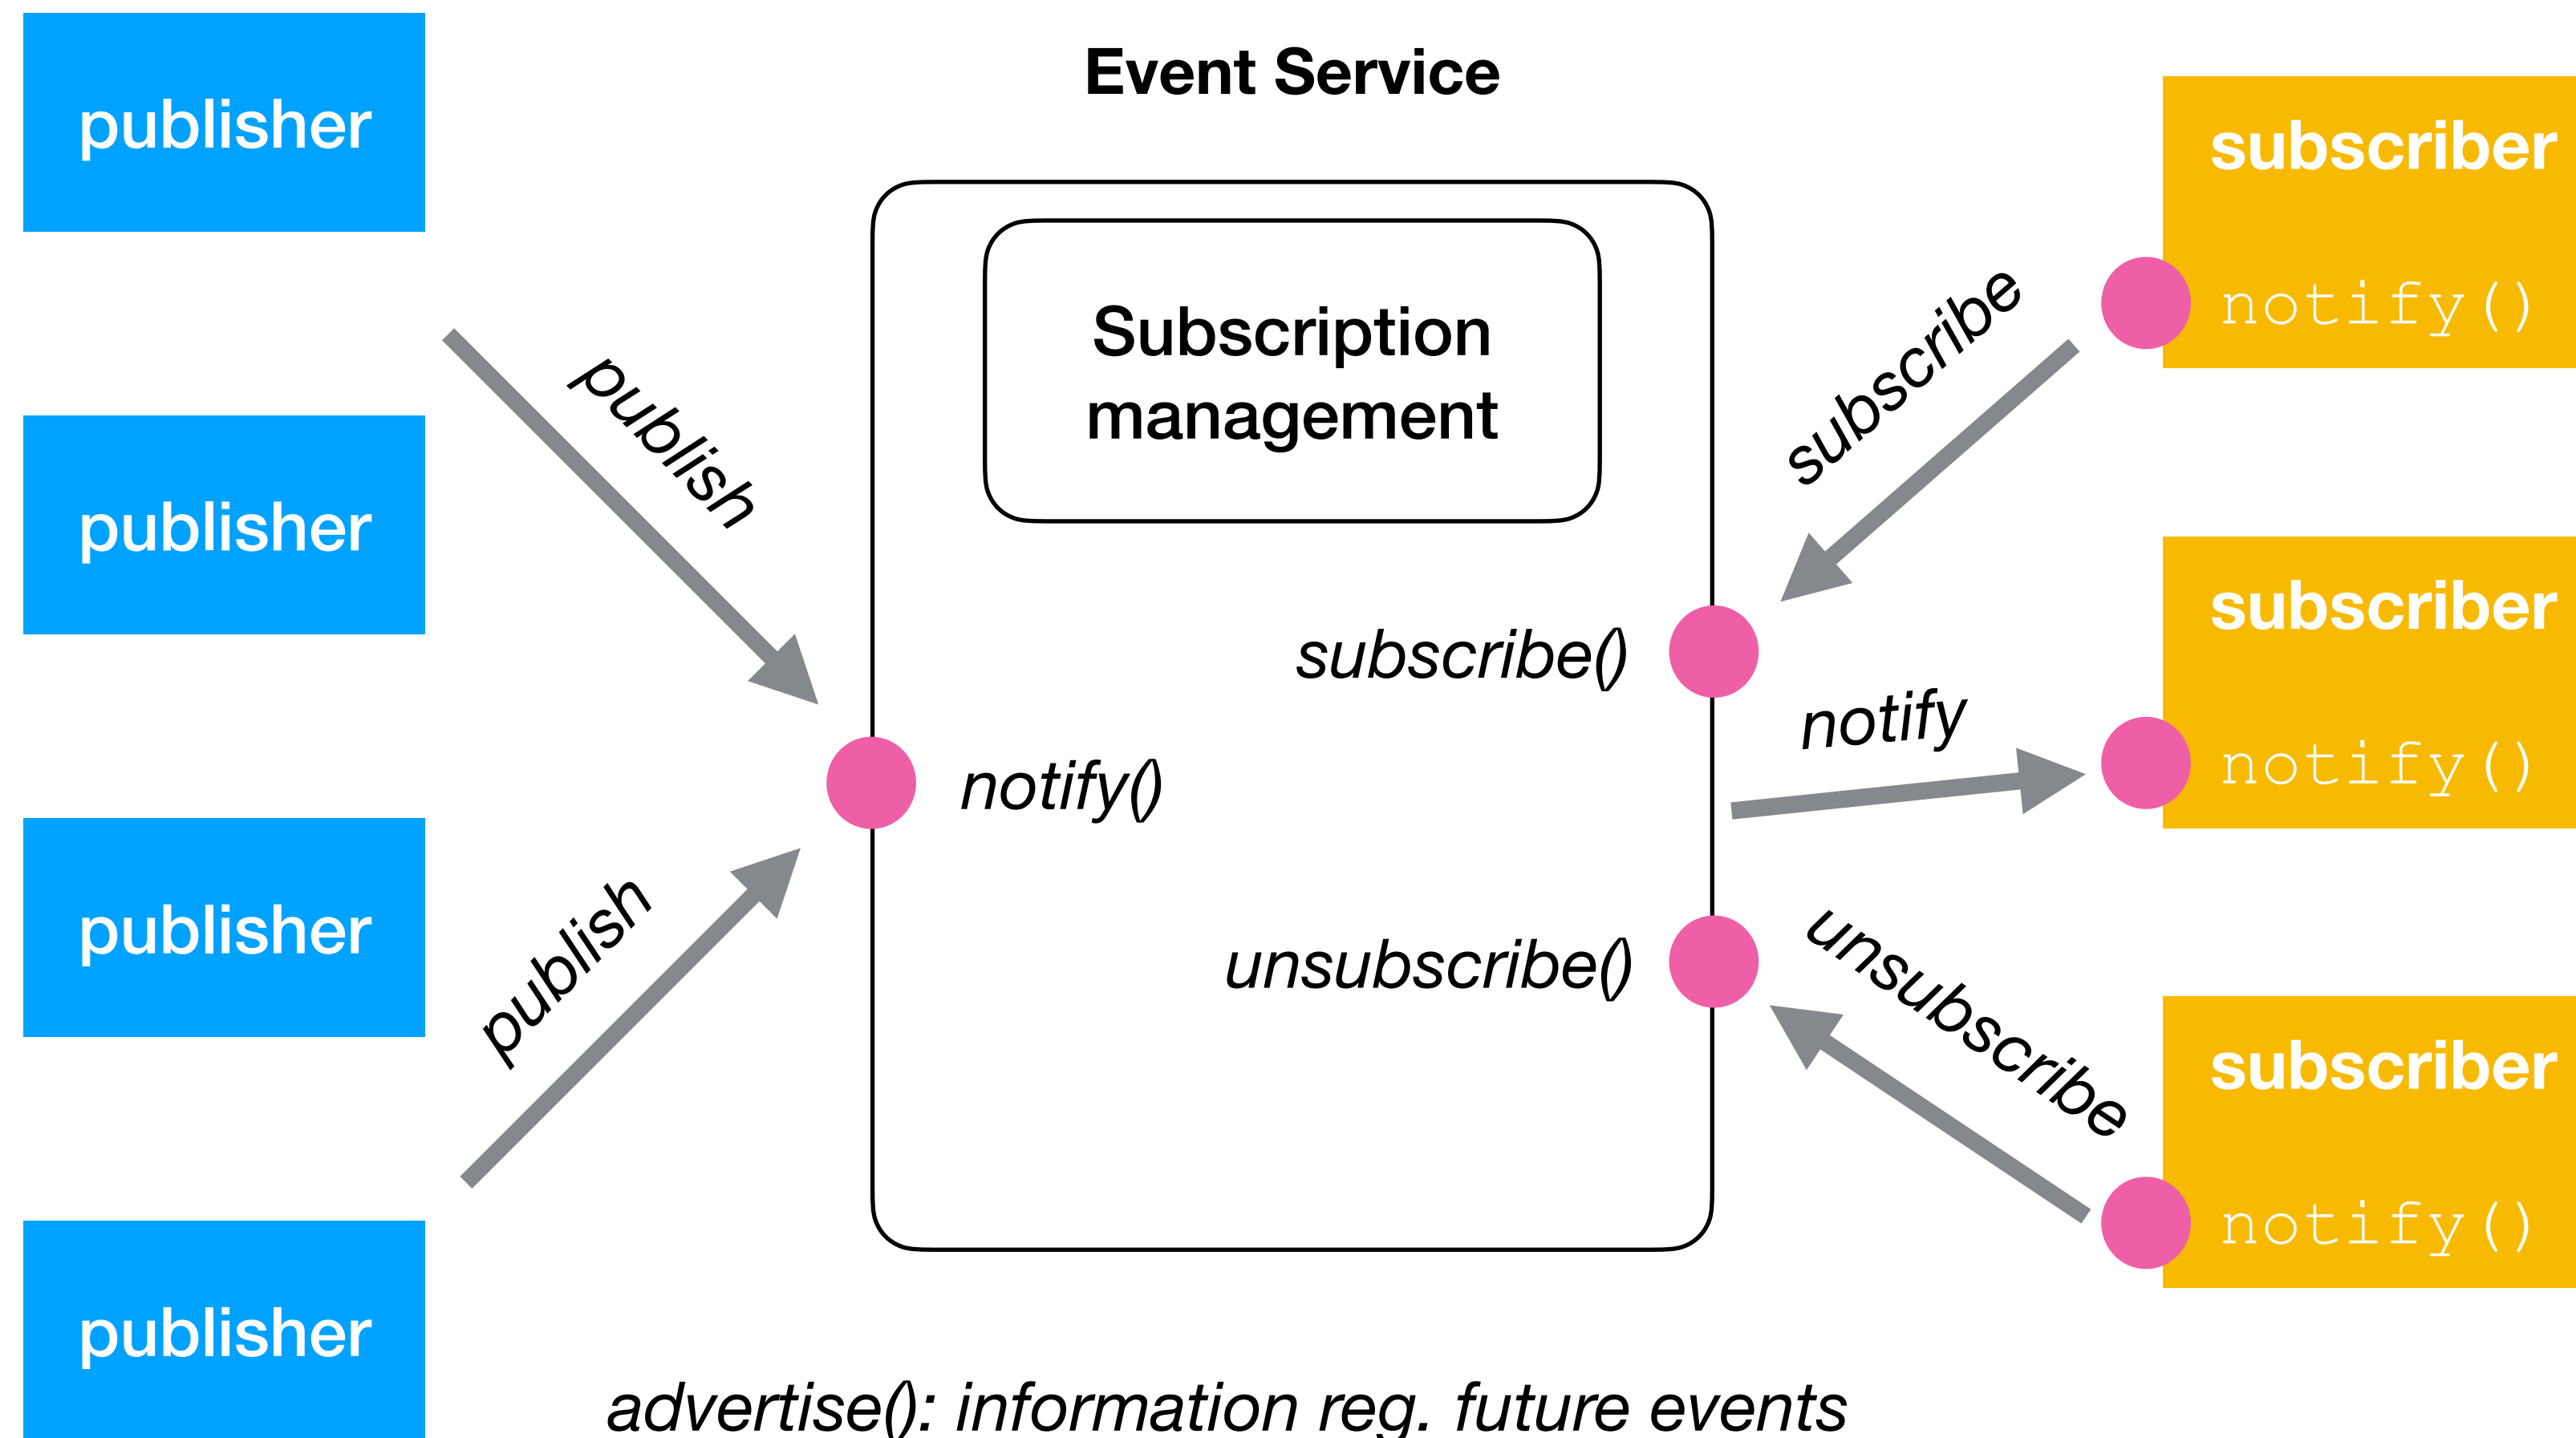 publisher
publisher
publisher
publisher
publish
publish
Event Service
Subscription
management
subscribe()
notify()
unsubscribe()
subscribe
notify
unsubscribe
subscriber
notify()
subscriber
notify()
subscriber
notify()
advertise(): information reg. future events